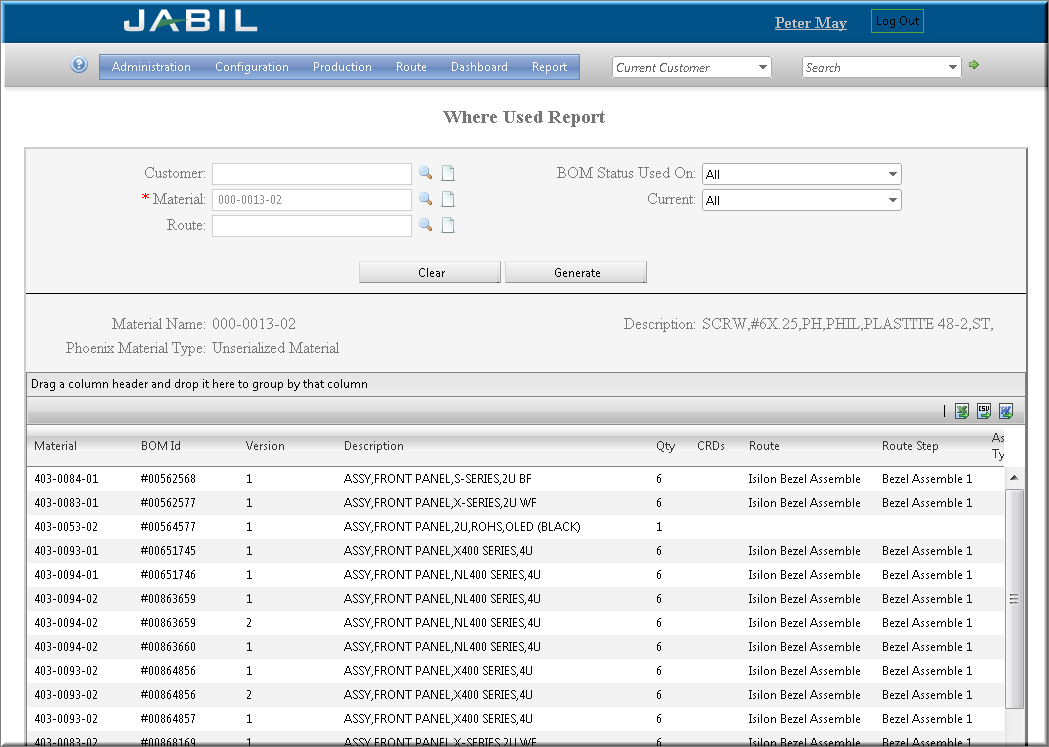 JABIL
Peter May Log Out
Administration Configuration Production Route Dashboard Report Current Customer Search
Where Used Report
Customer: BOM Status Used On: All
* Material: 000-0013-02 Current: All
Route:
Clear Generate
Material Name: 000-0013-02 Description: SCRW,#6X.25,PH,PHIL,PLASTITE 48-2,ST,
Phoenix Material Type: Unserialized Material
Drag a column header and drop it here to group by that column
Material BOM Id Version Description Qty CRDs Route Route Step As Ty
403-0084-01 #00562568 1 ASSY,FRONT PANEL,S-SERIES,2U BF 6 Isilon Bezel Assemble Bezel Assemble 1
403-0083-01 #00562577 1 ASSY,FRONT PANEL,X-SERIES,2U WF 6 Isilon Bezel Assemble Bezel Assemble 1
403-0053-02 #00564577 1 ASSY,FRONT PANEL,2U,ROHS,OLED (BLACK) 1
403-0093-01 #00651745 1 ASSY,FRONT PANEL,X400 SERIES,4U 6 Isilon Bezel Assemble Bezel Assemble 1
403-0094-01 #00651746 1 ASSY,FRONT PANEL,NL400 SERIES,4U 6 Isilon Bezel Assemble Bezel Assemble 1
403-0094-02 #00863659 1 ASSY,FRONT PANEL,NL400 SERIES,4U 6 Isilon Bezel Assemble Bezel Assemble 1
403-0094-02 #00863659 2 ASSY,FRONT PANEL,NL400 SERIES,4U 6 Isilon Bezel Assemble Bezel Assemble 1
403-0094-02 #00863660 1 ASSY,FRONT PANEL,NL400 SERIES,4U 6 Isilon Bezel Assemble Bezel Assemble 1
403-0093-02 #00864856 1 ASSY,FRONT PANEL,X400 SERIES,4U 6 Isilon Bezel Assemble Bezel Assemble 1
403-0093-02 #00864856 2 ASSY,FRONT PANEL,X400 SERIES,4U 6 Isilon Bezel Assemble Bezel Assemble 1
403-0093-02 #00864857 1 ASSY,FRONT PANEL,X400 SERIES,4U 6 Isilon Bezel Assemble Bezel Assemble 1
403-0083-02 #00868169 1 ASSY,FRONT PANEL,X-SERIES,2U WF 6 Isilon Bezel Assemble Bezel Assemble 1